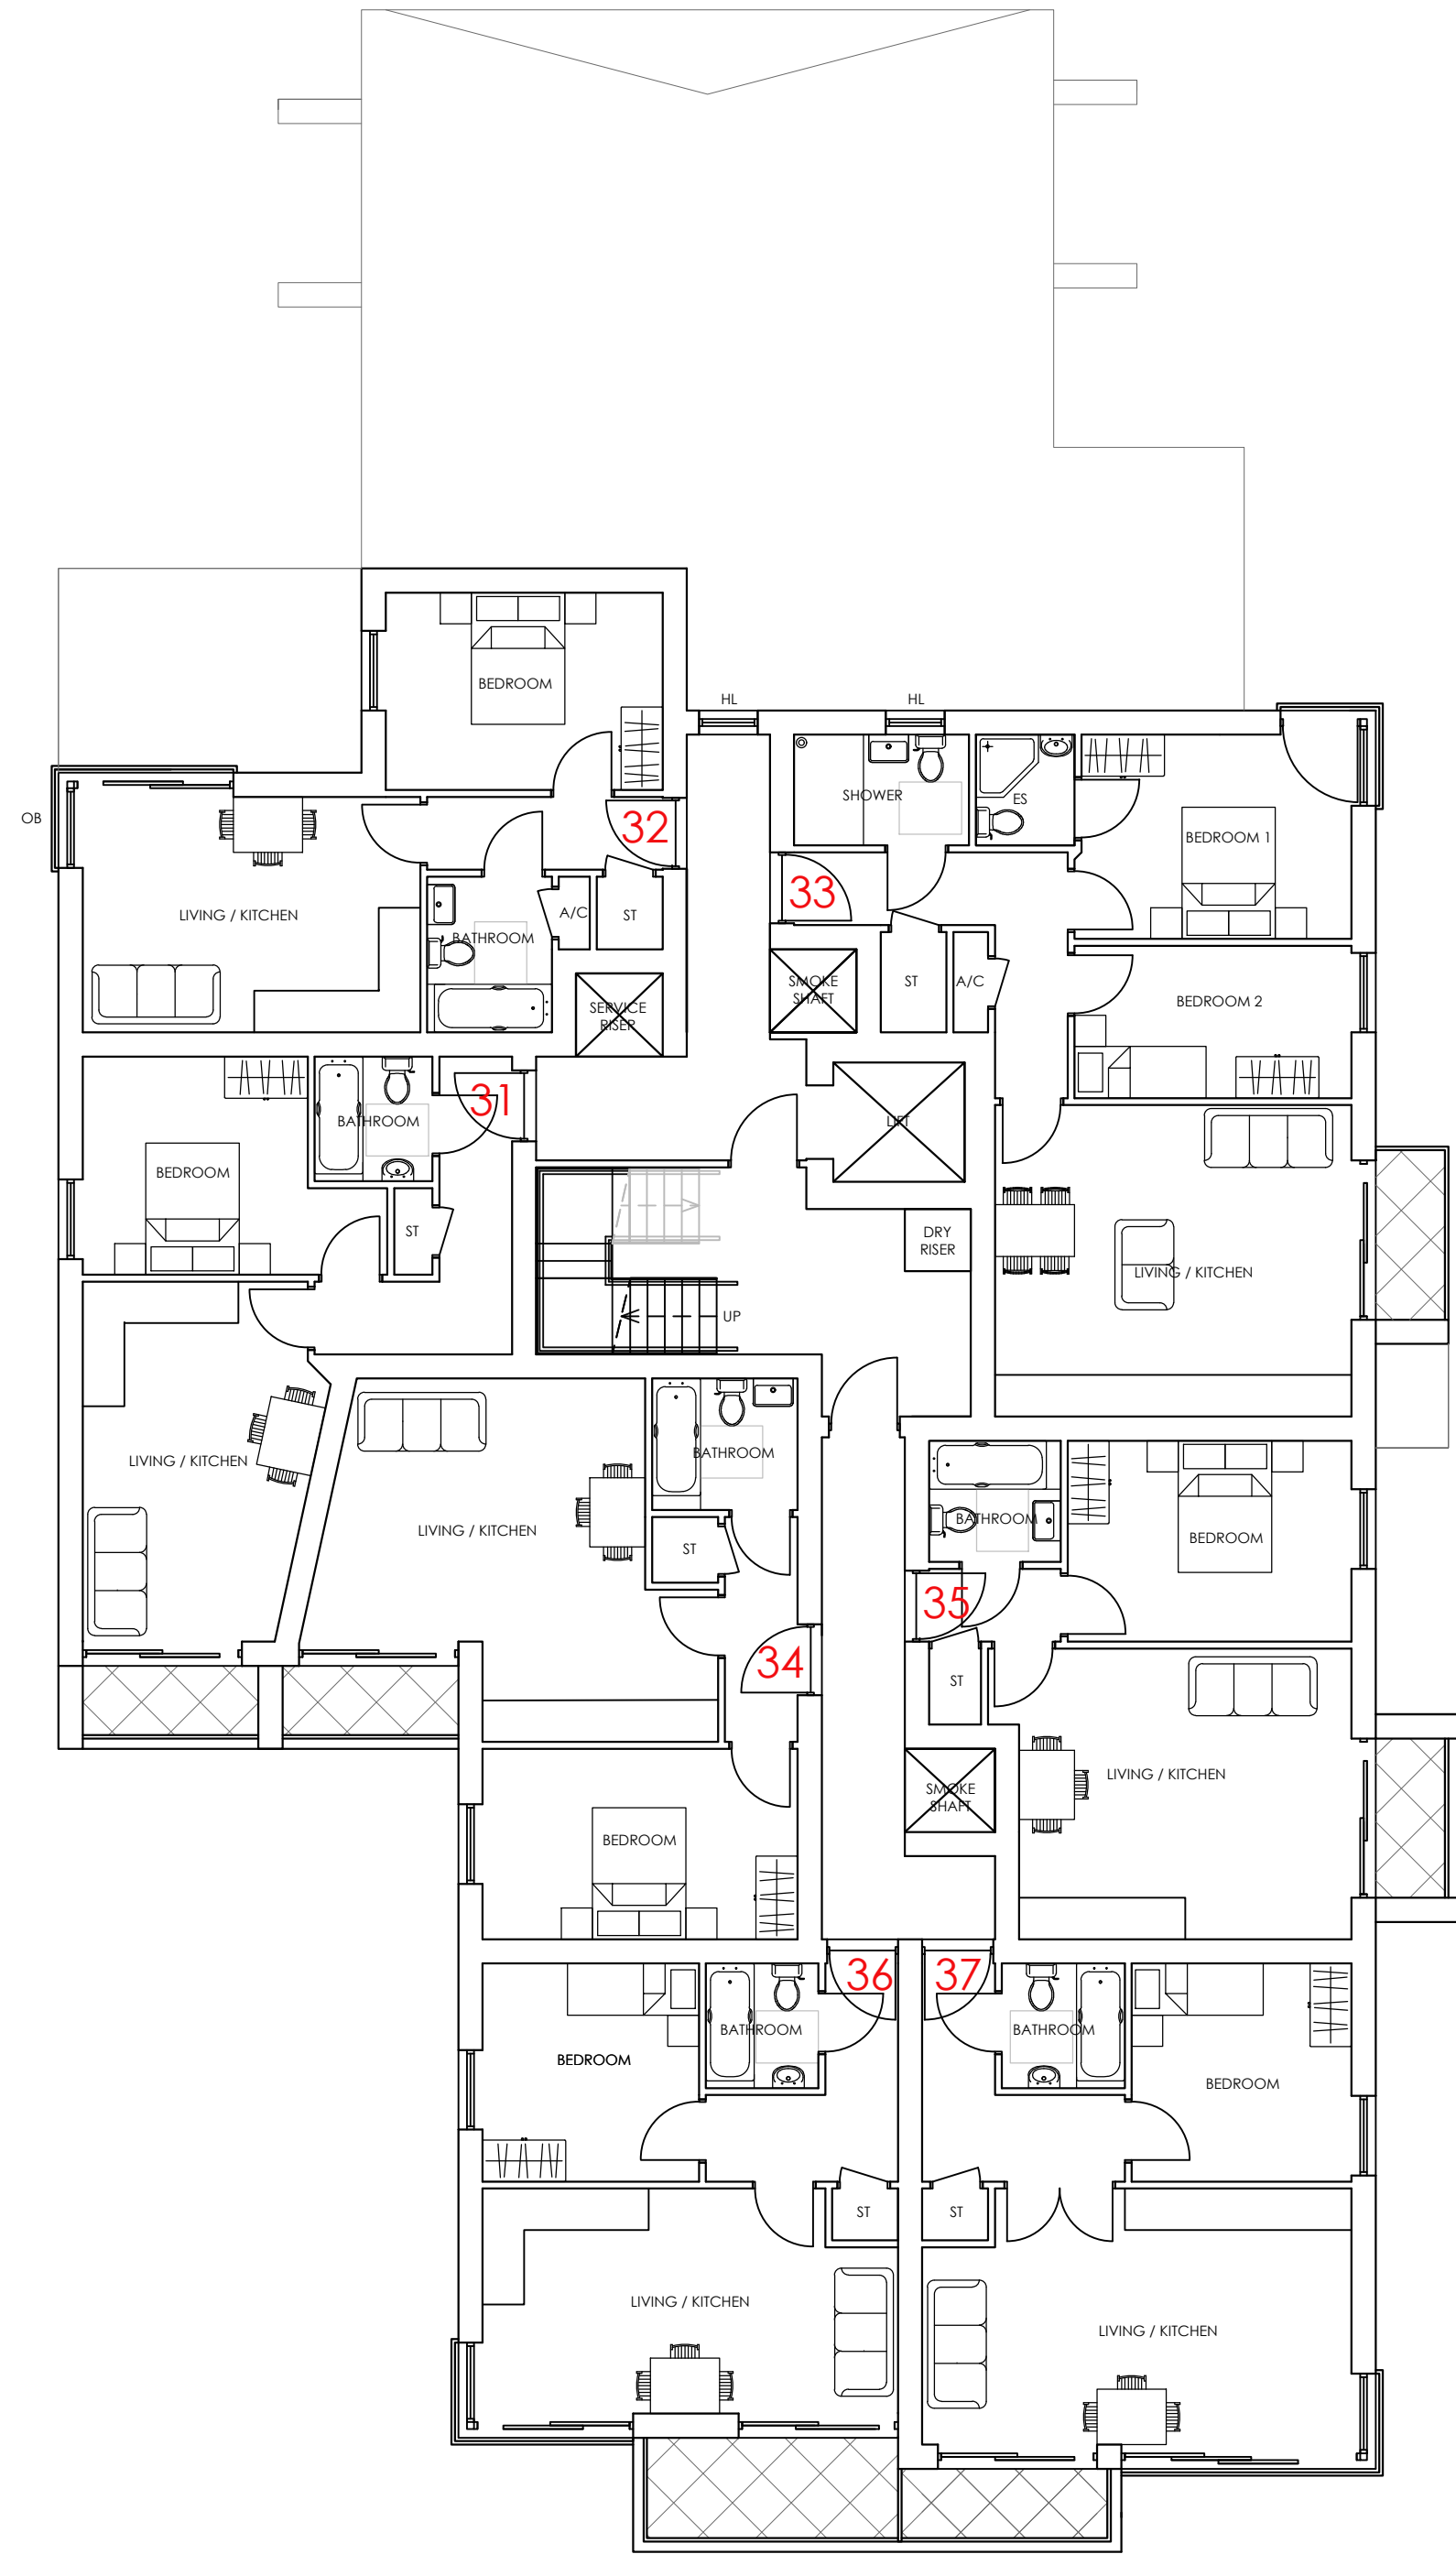 BEDROOM
HL
HL
OB
32
SHOWER
ES
BEDROOM 1
33
LIVING / KITCHEN
A/C
ST
BATHROOM
SERVICE
RISER
SMOKE
SHAFT
ST
A/C
BEDROOM 2
31
BATHROOM
LIFT
BEDROOM
ST
DRY
RISER
LIVING / KITCHEN
UP
LIVING / KITCHEN
BATHROOM
LIVING / KITCHEN
ST
BATHROOM
BEDROOM
35
34
ST
LIVING / KITCHEN
SMOKE
SHAFT
BEDROOM
36
37
BATHROOM
BATHROOM
BEDROOM
BEDROOM
ST
ST
LIVING / KITCHEN
LIVING / KITCHEN